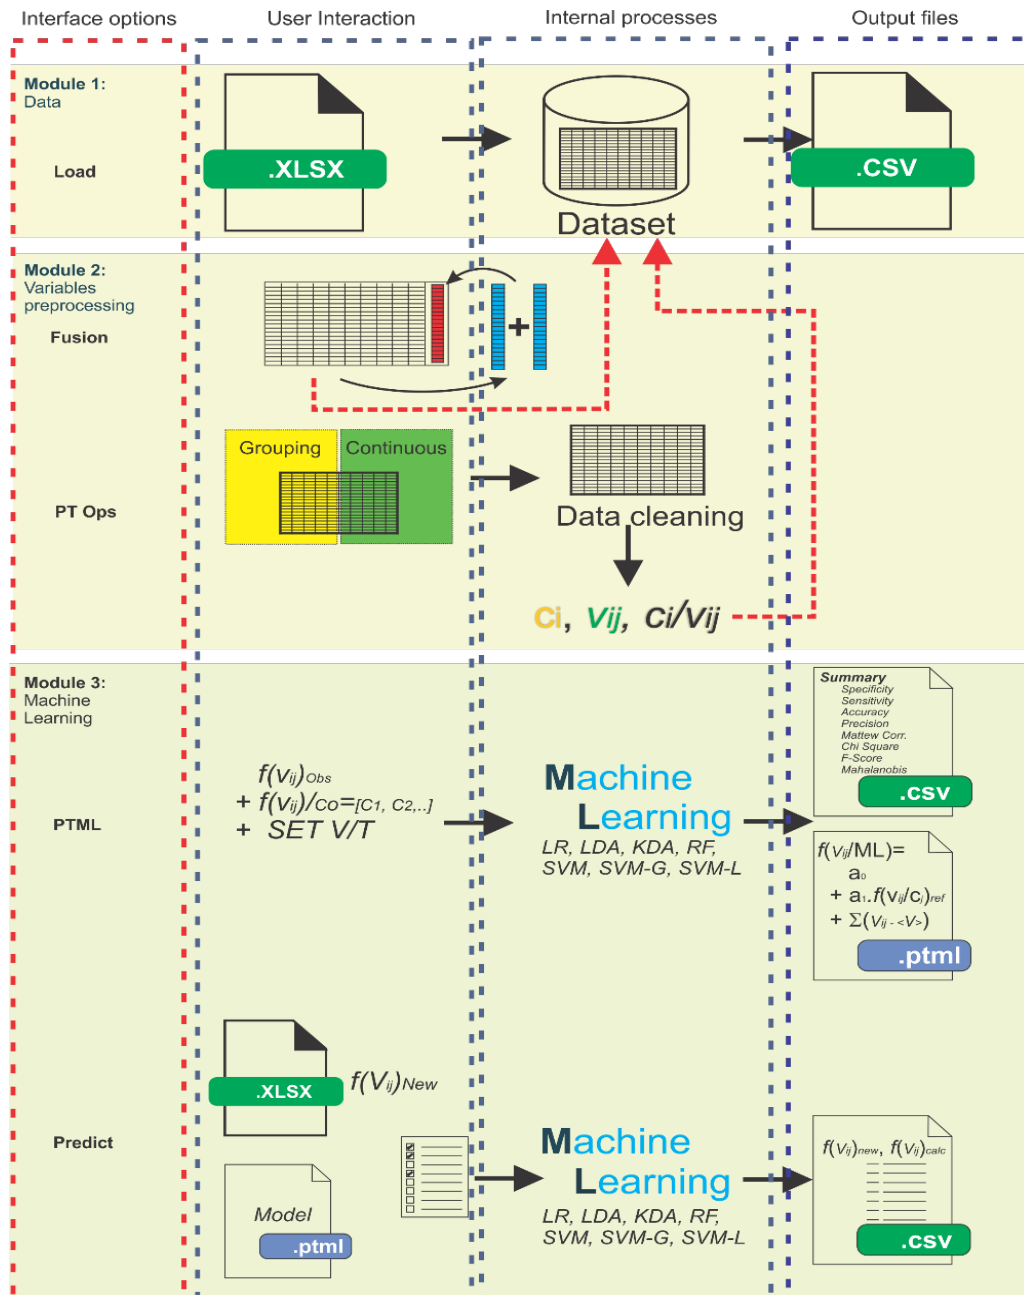 Interface options
User Interaction
Internal processes
Output files
Module 1:
Data
Load
.XLSX
Dataset
.CSV
Module 2:
Variables
preprocessing
Fusion
+
PT Ops
Grouping
Continuous
Data cleaning
Ci, Vij, Ci/Vij
Module 3:
Machine
Learning
PTML
f(vij)Obs
+ f(vij)/Co=[C1, C2,..]
+ SET V/T
Machine
Learning
LR, LDA, KDA, RF,
SVM, SVM-G, SVM-L
Summary
Specificity
Sensitivity
Accuracy
Precision
Mattew Corr.
Chi Square
F-Score
Mahalanobis
.csv
f(Vij/ML)=
a0
+ a1.f(vij/cj)ref
+ Σ(Vij - <V>)
.ptml
Predict
.XLSX
f(Vij)New
Model
.ptml
Machine
Learning
LR, LDA, KDA, RF,
SVM, SVM-G, SVM-L
f(Vij)new, f(Vij)calc
.csv